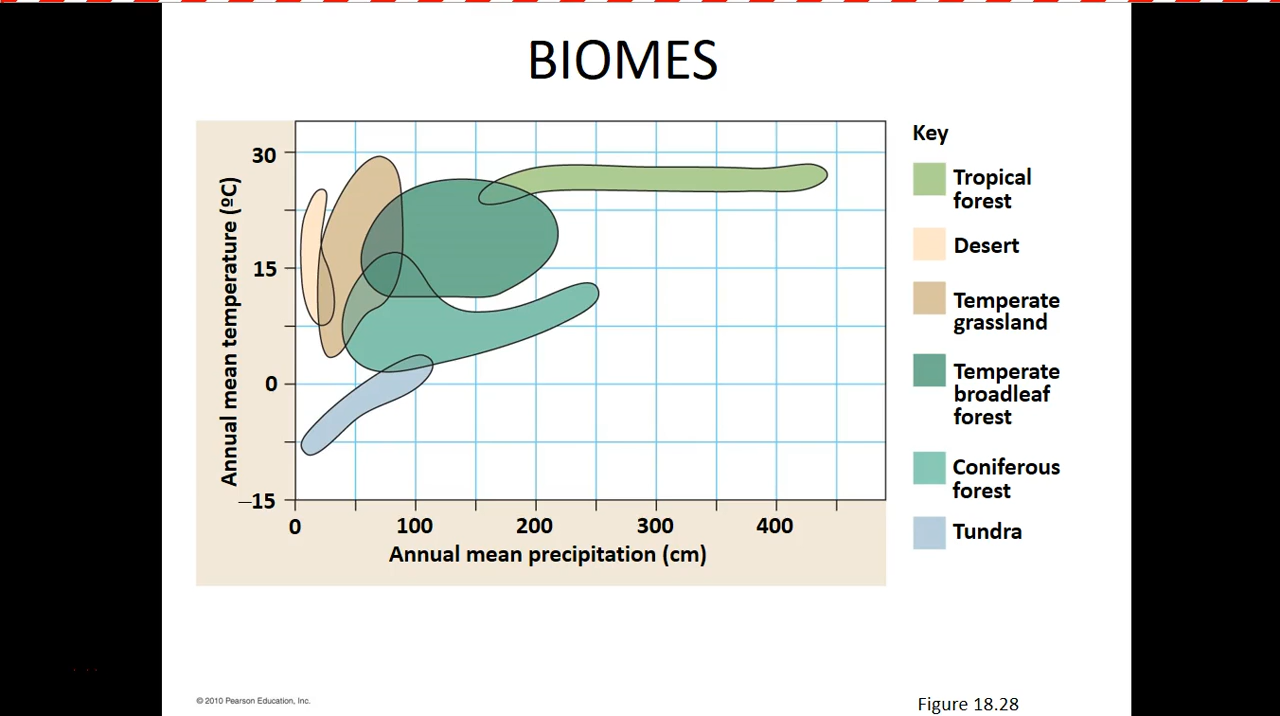 BIOMES
Annual mean temperature (ºC)
30
15
0
–15
0
100
200
300
400
Annual mean precipitation (cm)
Key
Tropical
forest
Desert
Temperate
grassland
Temperate
broadleaf
forest
Coniferous
forest
Tundra
© 2010 Pearson Education, Inc.
Figure 18.28